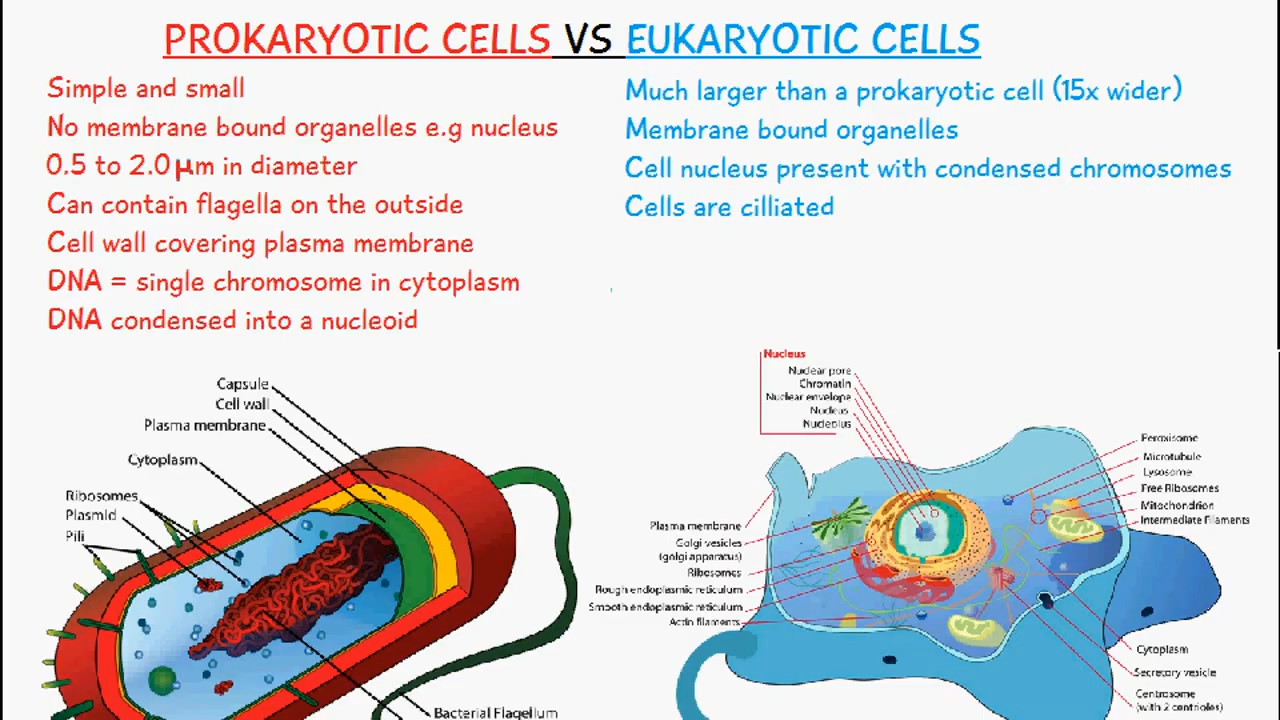 PROKARYOTIC CELLS VS EUKARYOTIC CELLS
Simple and small
No membrane bound organelles e.g nucleus
0.5 to 2.0 µm in diameter
Can contain flagella on the outside
Cell wall covering plasma membrane
DNA = single chromosome in cytoplasm
DNA condensed into a nucleoid
Much larger than a prokaryotic cell (15x wider)
Membrane bound organelles
Cell nucleus present with condensed chromosomes
Cells are cilliated
Capsule
Cell wall
Plasma membrane
Cytoplasm
Ribosomes
Plasmid
Pili
Bacterial Flagellum
Nucleus
Nuclear pore
Chromatin
Nuclear envelope
Nucleus
Nucleolus
Plasma membrane
Golgi vesicles
(golgi apparatus)
Ribosomes
Rough endoplasmic reticulum
Smooth endoplasmic reticulum
Actin filaments
Peroxisome
Microtubule
Lysosome
Free Ribosomes
Mitochondrion
Intermediate filaments
Cytoplasm
Secretory vesicle
Centrosome
(with 2 centrioles)